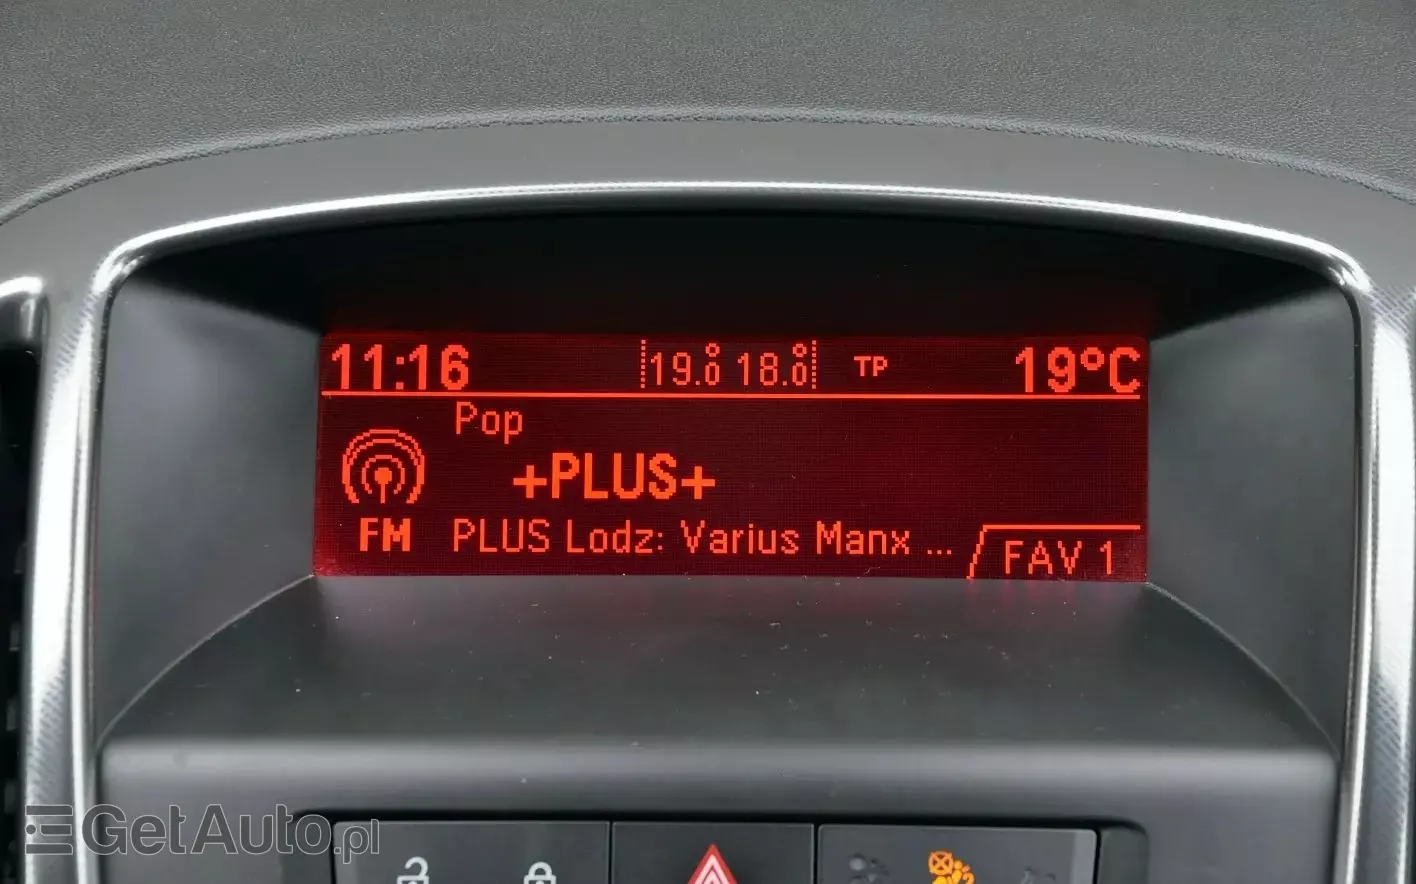 11:16 19.0° 18.0° TP 19°C
Pop
+PLUS+
FM PLUS Lodz: Varius Manx ...
FAV 1
GetAuto.pl